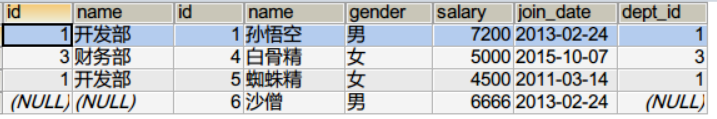 id name id name gender salary join_date dept_id
1 开发部 1 孙悟空 男 7200 2013-02-24 1
3 财务部 4 白骨精 女 5000 2015-10-07 3
1 开发部 5 蜘蛛精 女 4500 2011-03-14 1
(NULL) (NULL) 6 沙僧 男 6666 2013-02-24 (NULL)